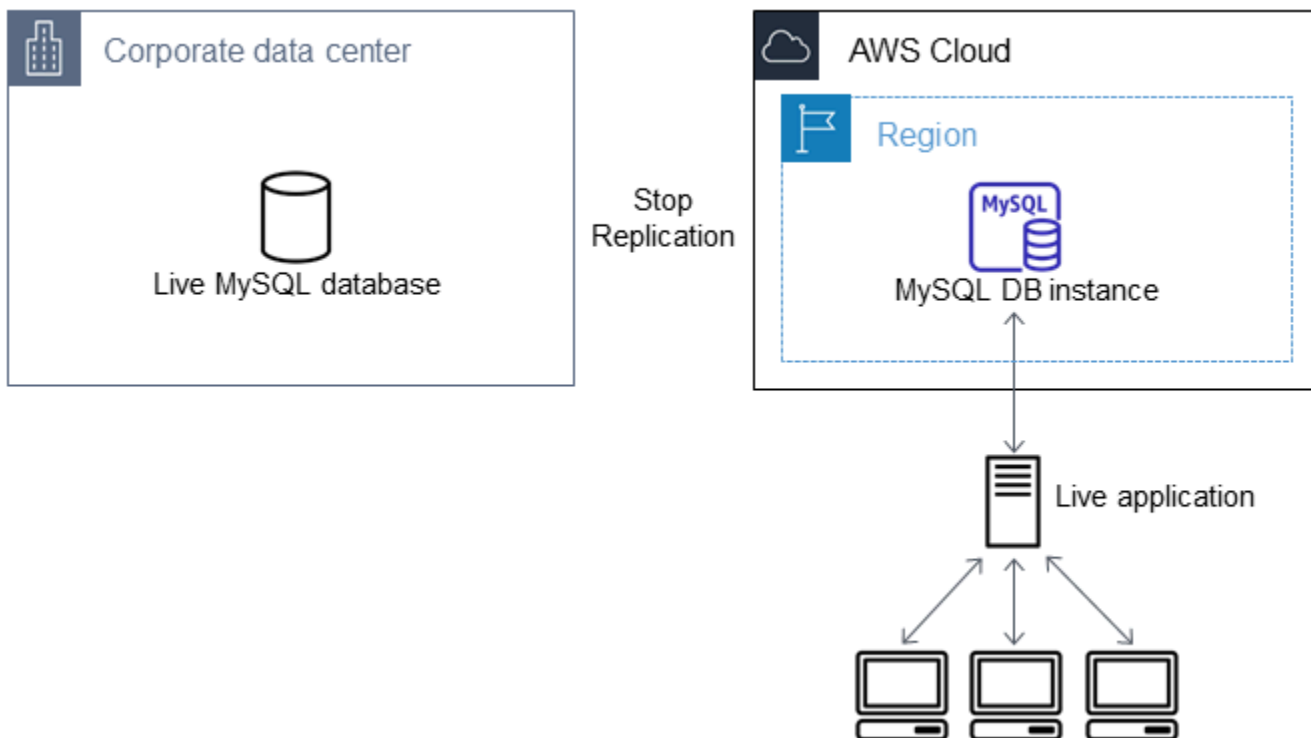 Corporate data center
AWS Cloud
Region
Stop
Replication
MySQL
Live MySQL database
MySQL DB instance
Live application